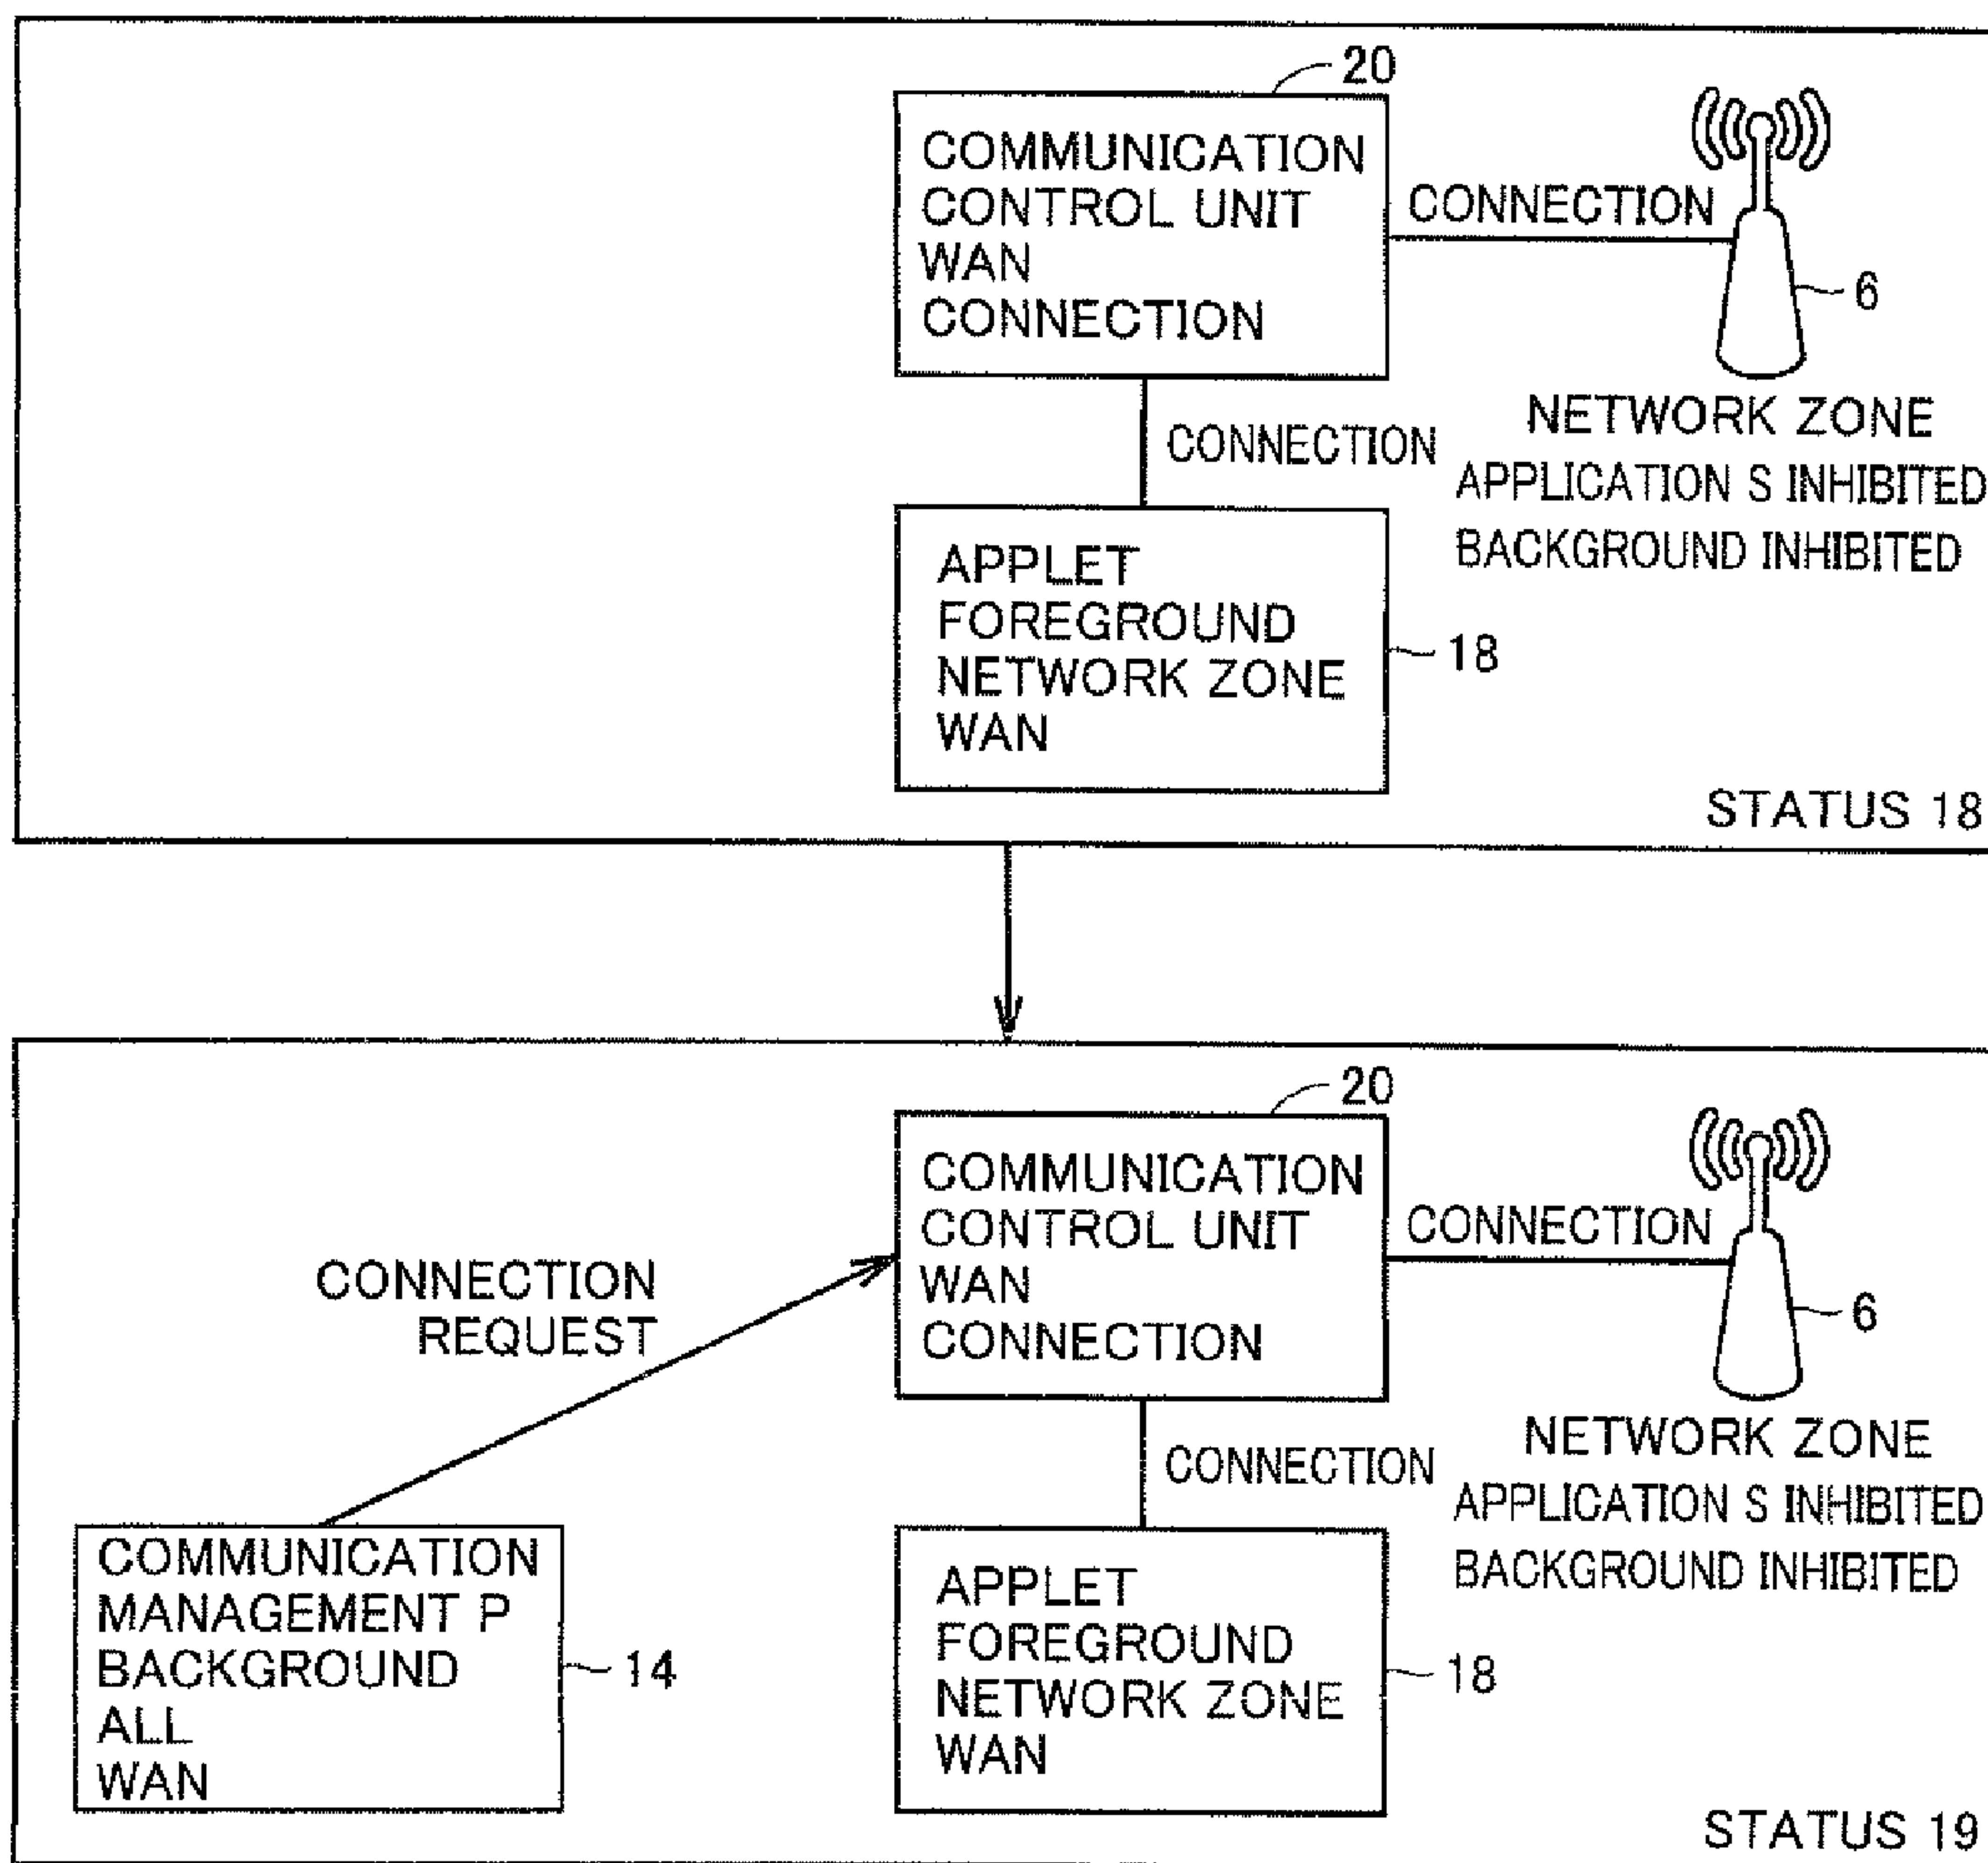 20
COMMUNICATION
CONTROL UNIT
WAN
CONNECTION
CONNECTION
6
NETWORK ZONE
APPLICATION S INHIBITED
BACKGROUND INHIBITED
CONNECTION
APPLET
FOREGROUND
NETWORK ZONE
WAN
18
STATUS 18
20
COMMUNICATION
CONTROL UNIT
WAN
CONNECTION
CONNECTION
6
NETWORK ZONE
APPLICATION S INHIBITED
BACKGROUND INHIBITED
CONNECTION
REQUEST
CONNECTION
COMMUNICATION
MANAGEMENT P
BACKGROUND
ALL
WAN
14
APPLET
FOREGROUND
NETWORK ZONE
WAN
18
STATUS 19